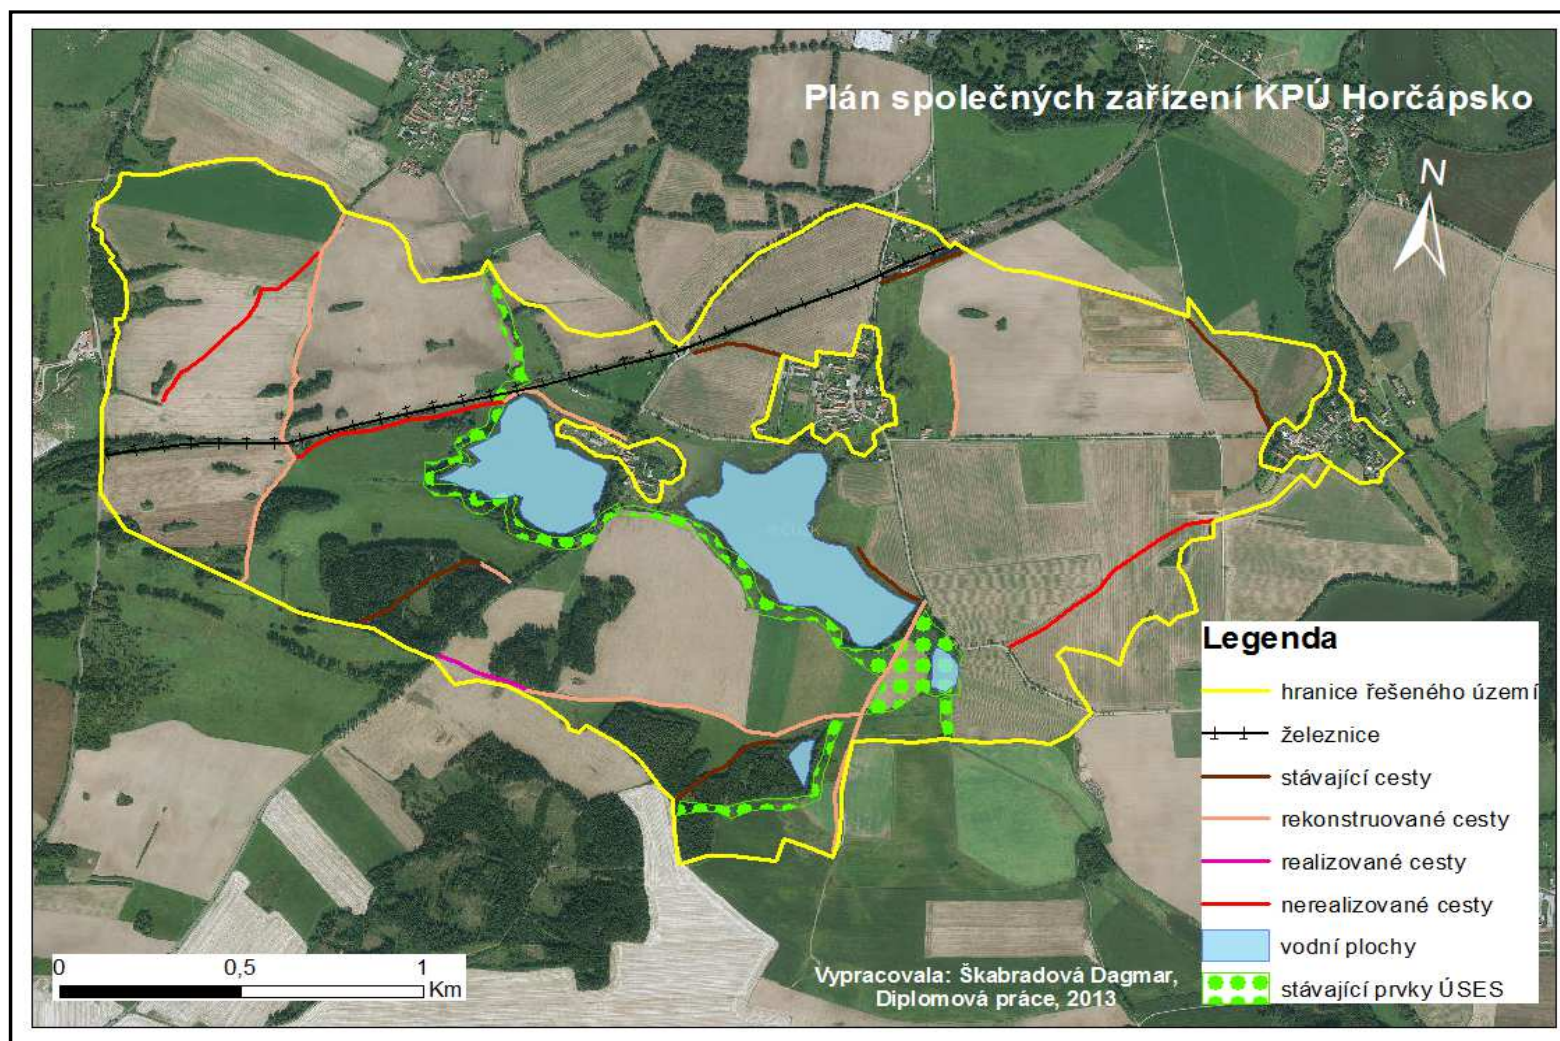 Plán společných zařízení KPÚ Horčápsko
N
Legenda
hranice řešeného území
železnice
stávající cesty
rekonstruované cesty
realizované cesty
nerealizované cesty
vodní plochy
stávající prvky ÚSES
0 0,5 1
Km
Vypracovala: Škabradová Dagmar,
Diplomová práce, 2013